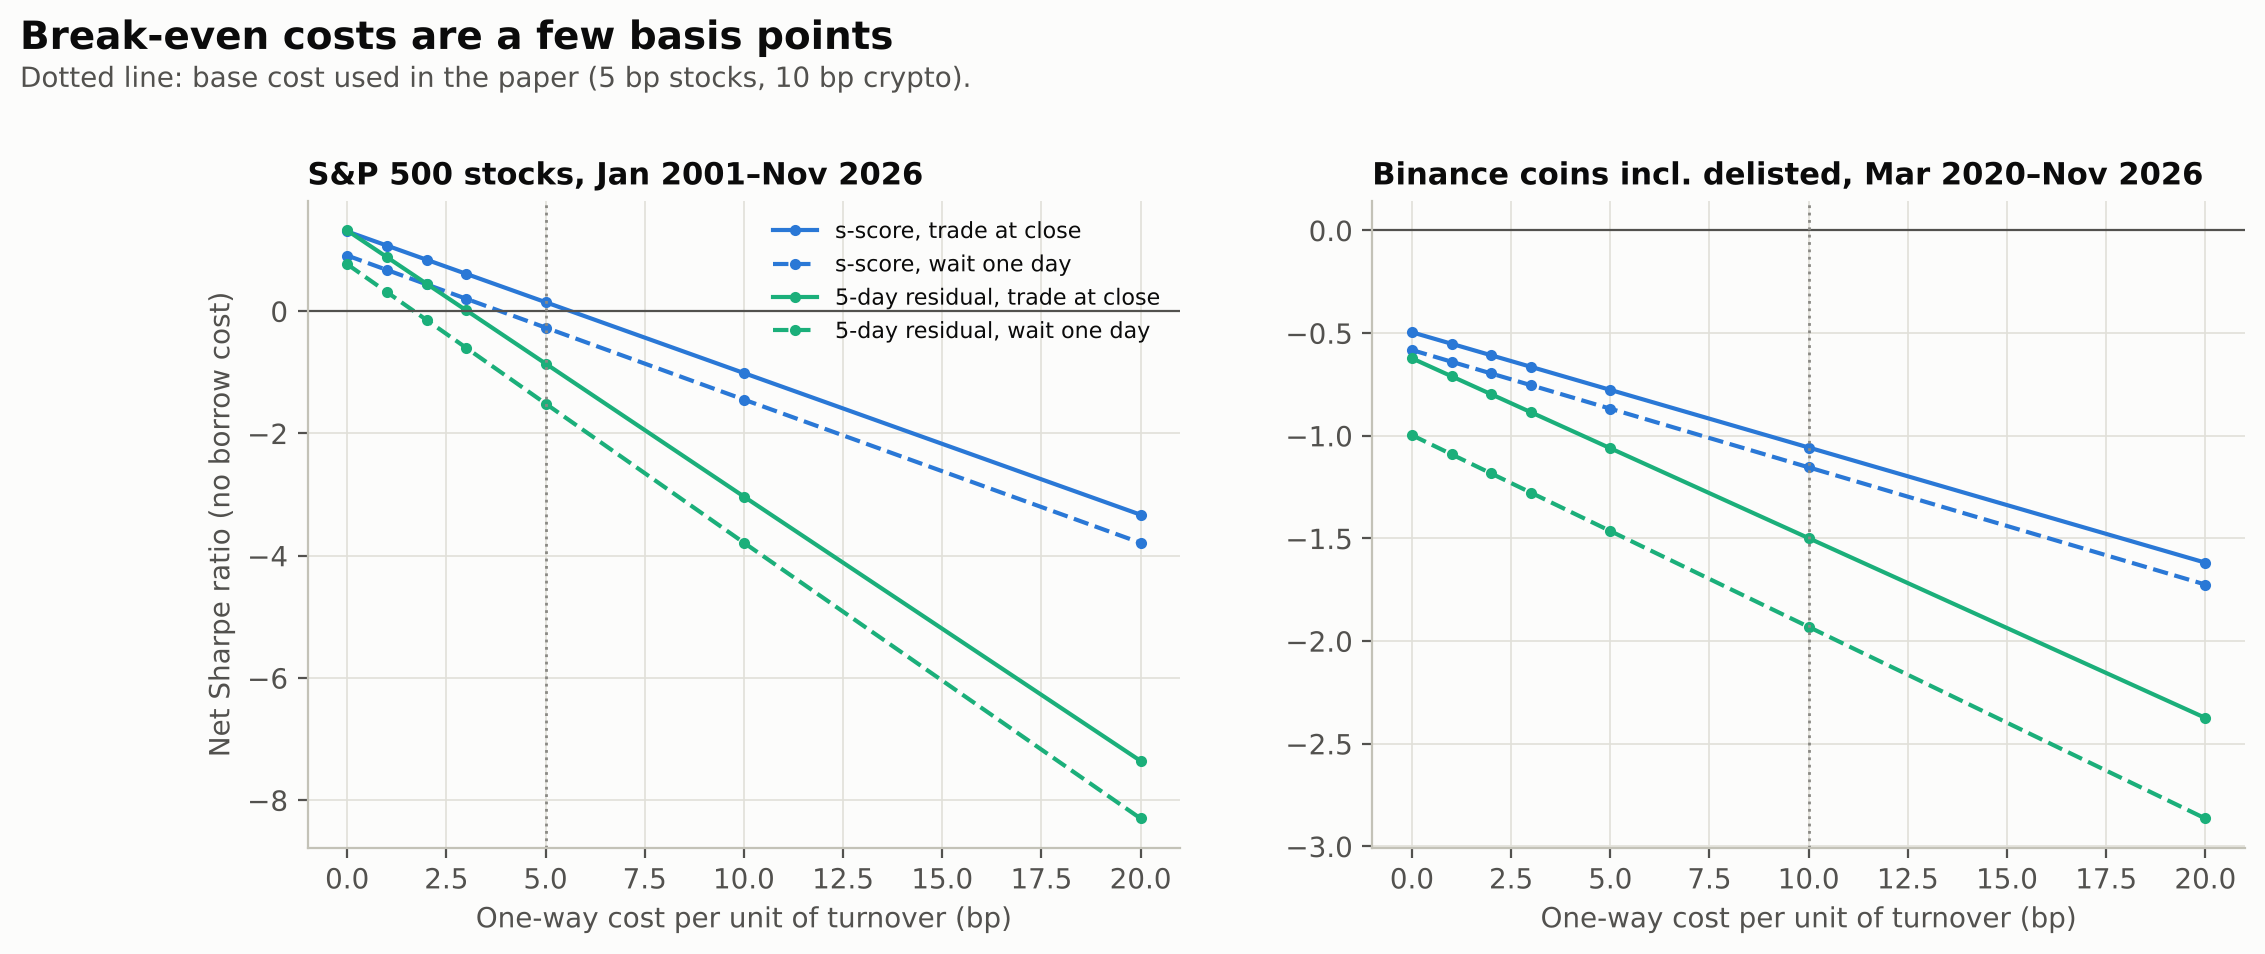 Break-even costs are a few basis points
Dotted line: base cost used in the paper (5 bp stocks, 10 bp crypto).
S&P 500 stocks, Jan 2001–Nov 2026
s-score, trade at close
s-score, wait one day
5-day residual, trade at close
5-day residual, wait one day
Net Sharpe ratio (no borrow cost)
0
−2
−4
−6
−8
0.0 2.5 5.0 7.5 10.0 12.5 15.0 17.5 20.0
One-way cost per unit of turnover (bp)
Binance coins incl. delisted, Mar 2020–Nov 2026
0.0
−0.5
−1.0
−1.5
−2.0
−2.5
−3.0
0.0 2.5 5.0 7.5 10.0 12.5 15.0 17.5 20.0
One-way cost per unit of turnover (bp)